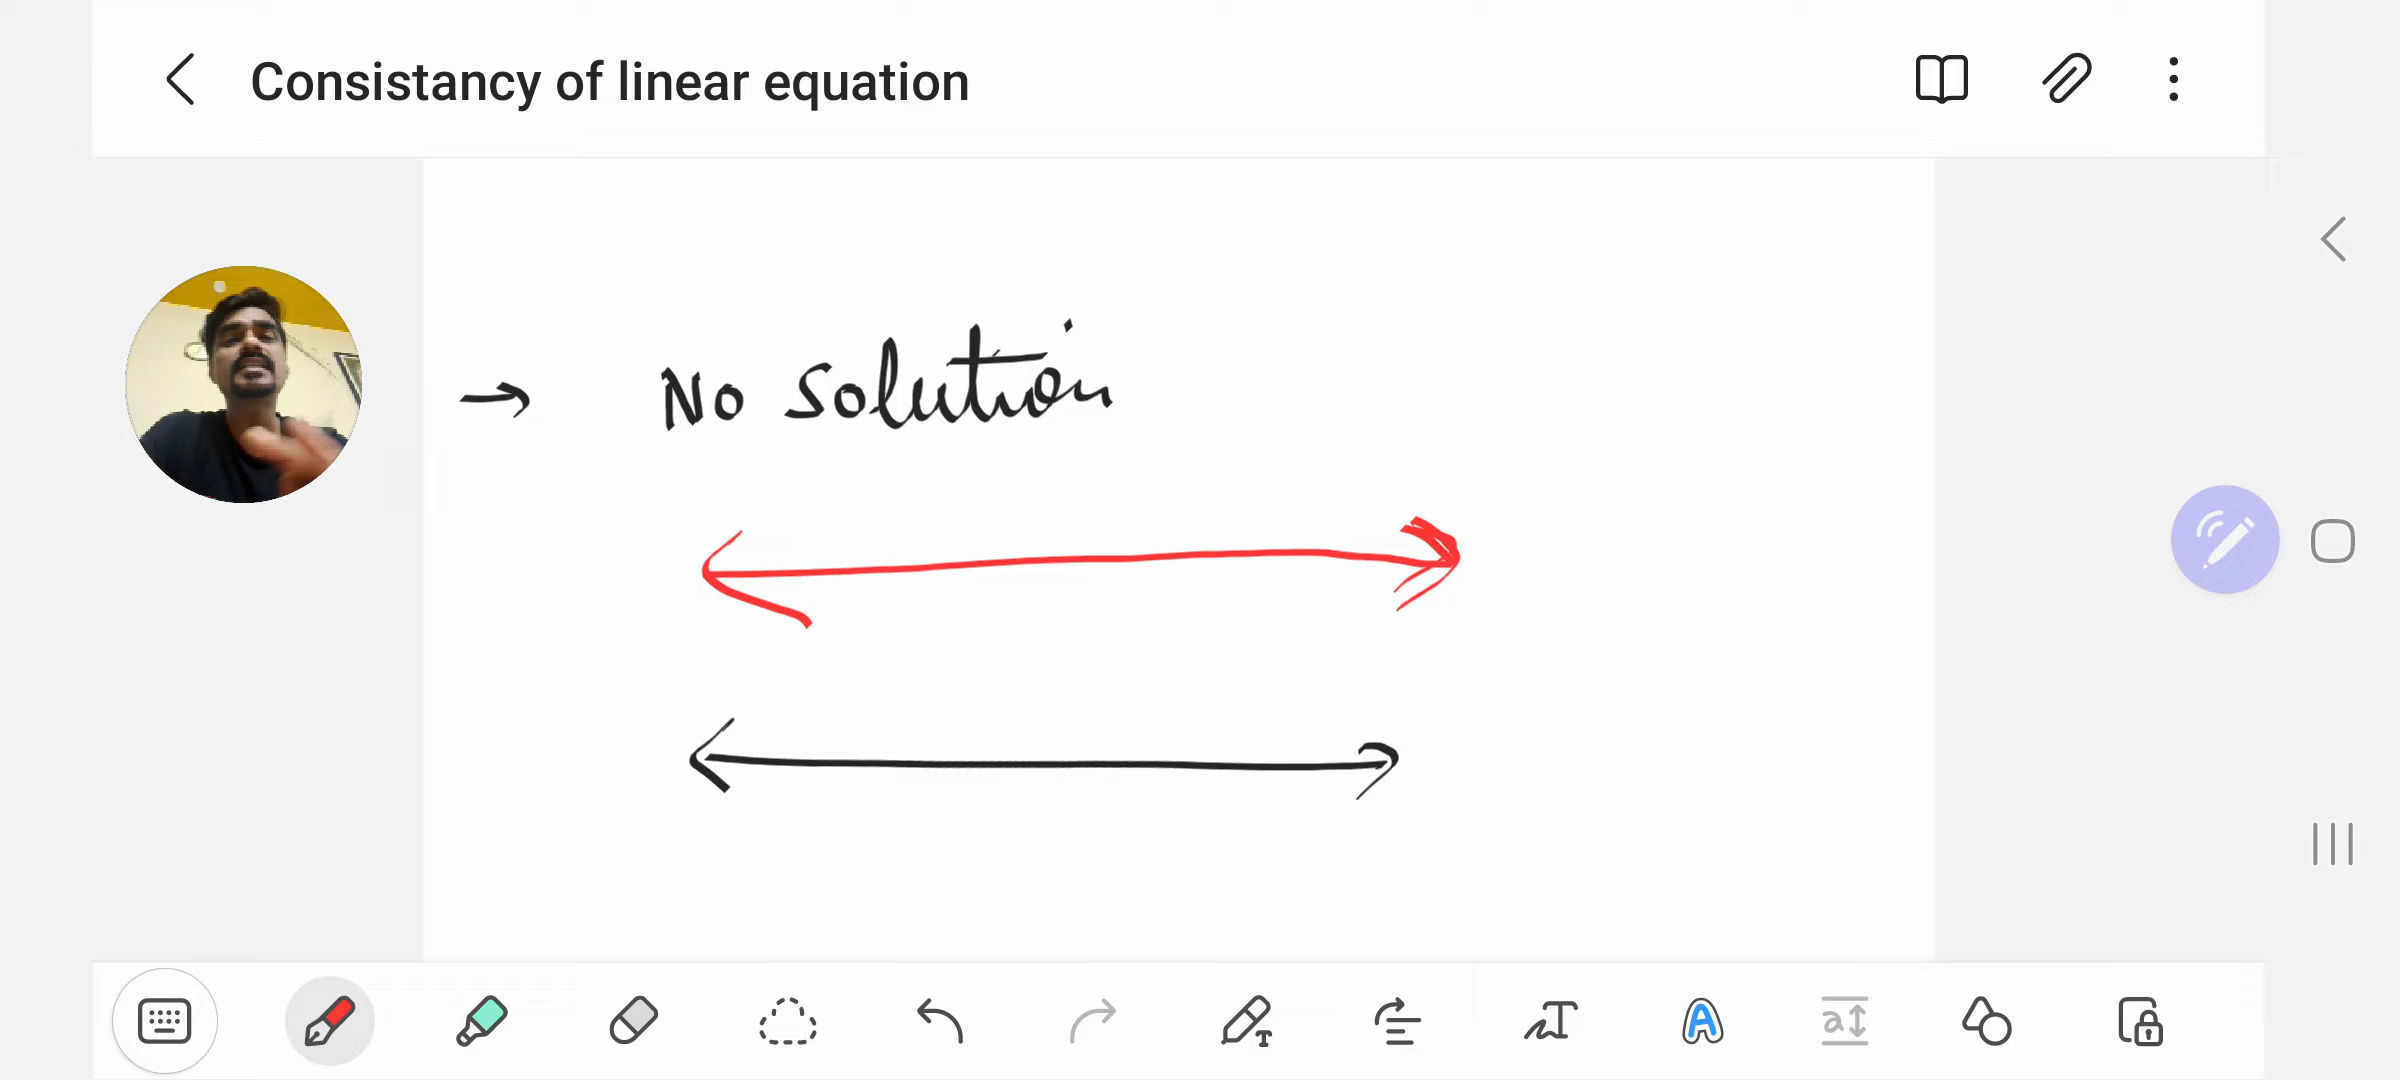 Consistancy of linear equation
→ No solution